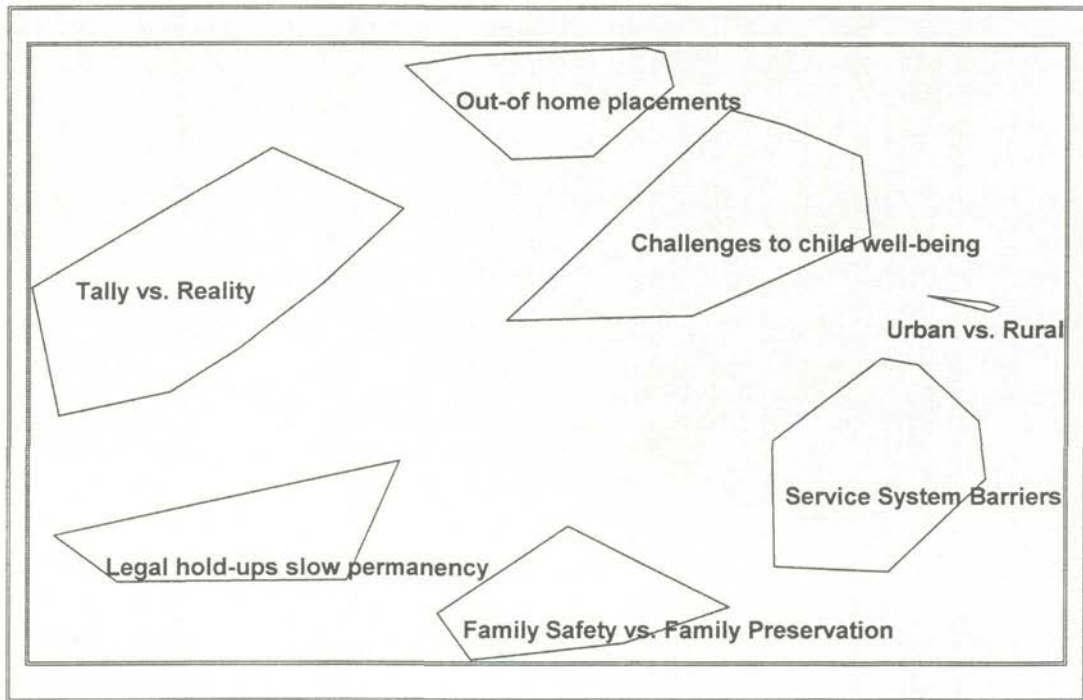 Out-of home placements
Challenges to child well-being
Tally vs. Reality
Urban vs. Rural
Service System Barriers
Legal hold-ups slow permanency
Family Safety vs. Family Preservation